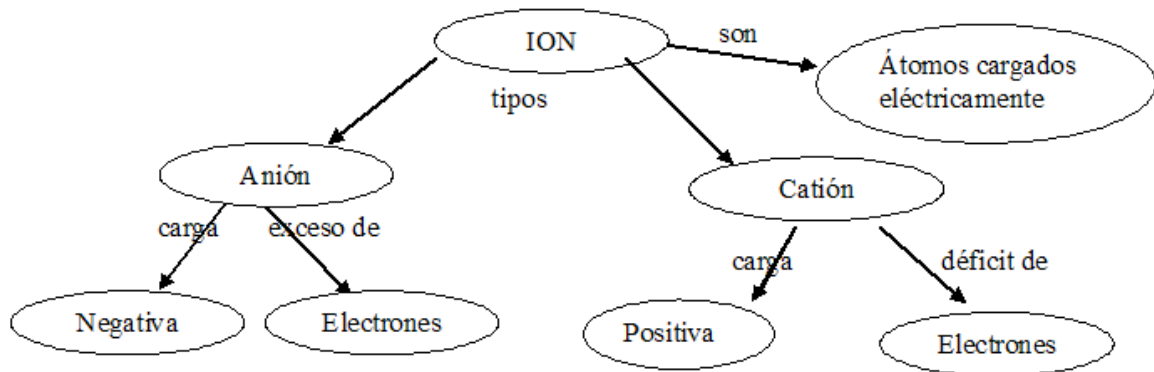 ION
son
Átomos cargados
eléctricamente
tipos
Anión
Catión
carga
exceso de
carga
déficit de
Negativa
Electrones
Positiva
Electrones